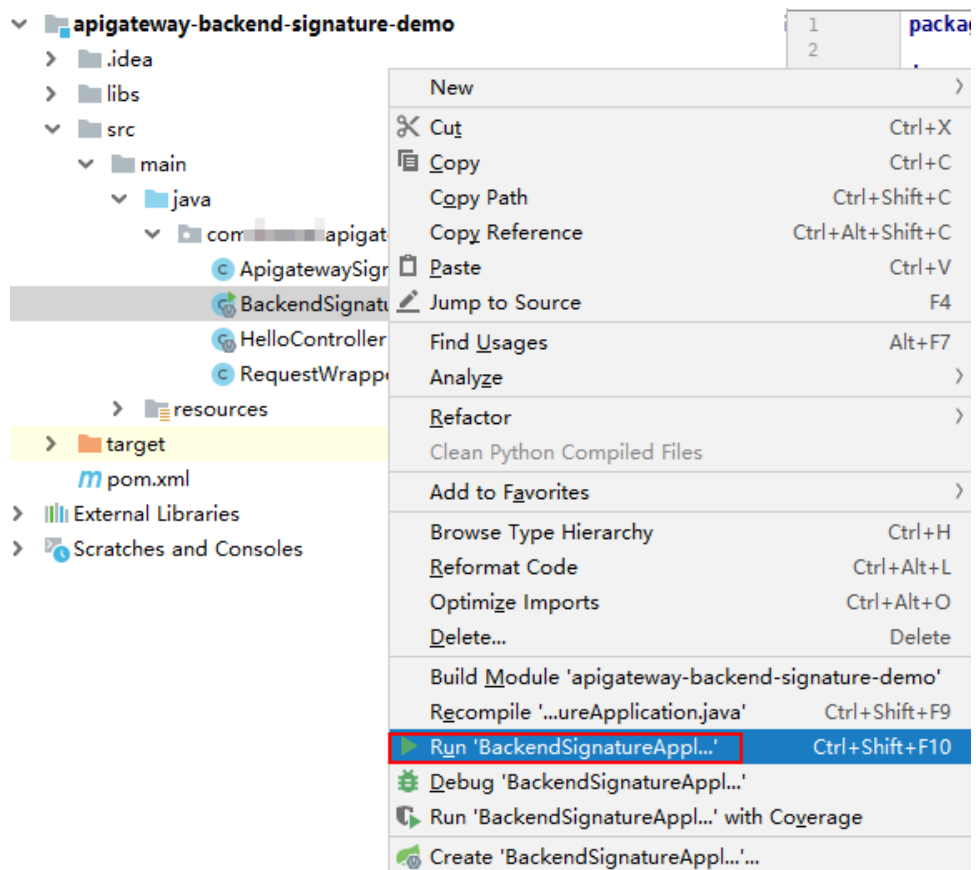 apigateway-backend-signature-demo
.idea
libs
src
main
java
com apigat
ApigatewaySigr
BackendSignatu
HelloController
RequestWrappe
resources
target
pom.xml
External Libraries
Scratches and Consoles
1 packag
2
New
Cut Ctrl+X
Copy Ctrl+C
Copy Path Ctrl+Shift+C
Copy Reference Ctrl+Alt+Shift+C
Paste Ctrl+V
Jump to Source F4
Find Usages Alt+F7
Analyze
Refactor
Clean Python Compiled Files
Add to Favorites
Browse Type Hierarchy Ctrl+H
Reformat Code Ctrl+Alt+L
Optimize Imports Ctrl+Alt+O
Delete... Delete
Build Module 'apigateway-backend-signature-demo'
Recompile '...ureApplication.java' Ctrl+Shift+F9
Run 'BackendSignatureAppl...' Ctrl+Shift+F10
Debug 'BackendSignatureAppl...'
Run 'BackendSignatureAppl...' with Coverage
Create 'BackendSignatureAppl...'...